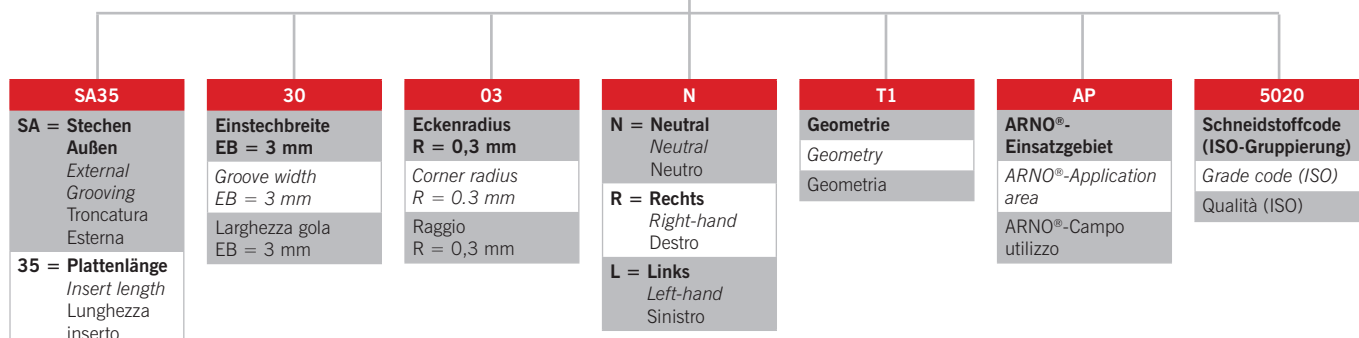 SA35
SA = Stechen
Außen
External
Grooving
Troncatura
Esterna
35 = Plattenlänge
Insert length
Lunghezza
inserto
30
Einstechbreite
EB = 3 mm
Groove width
EB = 3 mm
Larghezza gola
EB = 3 mm
03
Eckenradius
R = 0,3 mm
Corner radius
R = 0.3 mm
Raggio
R = 0,3 mm
N
N = Neutral
Neutral
Neutro
R = Rechts
Right-hand
Destro
L = Links
Left-hand
Sinistro
T1
Geometrie
Geometry
Geometria
AP
ARNO®-
Einsatzgebiet
ARNO®-Application
area
ARNO®-Campo
utilizo
5020
Schneidstoffcode
(ISO-Gruppierung)
Grade code (ISO)
Qualità (ISO)